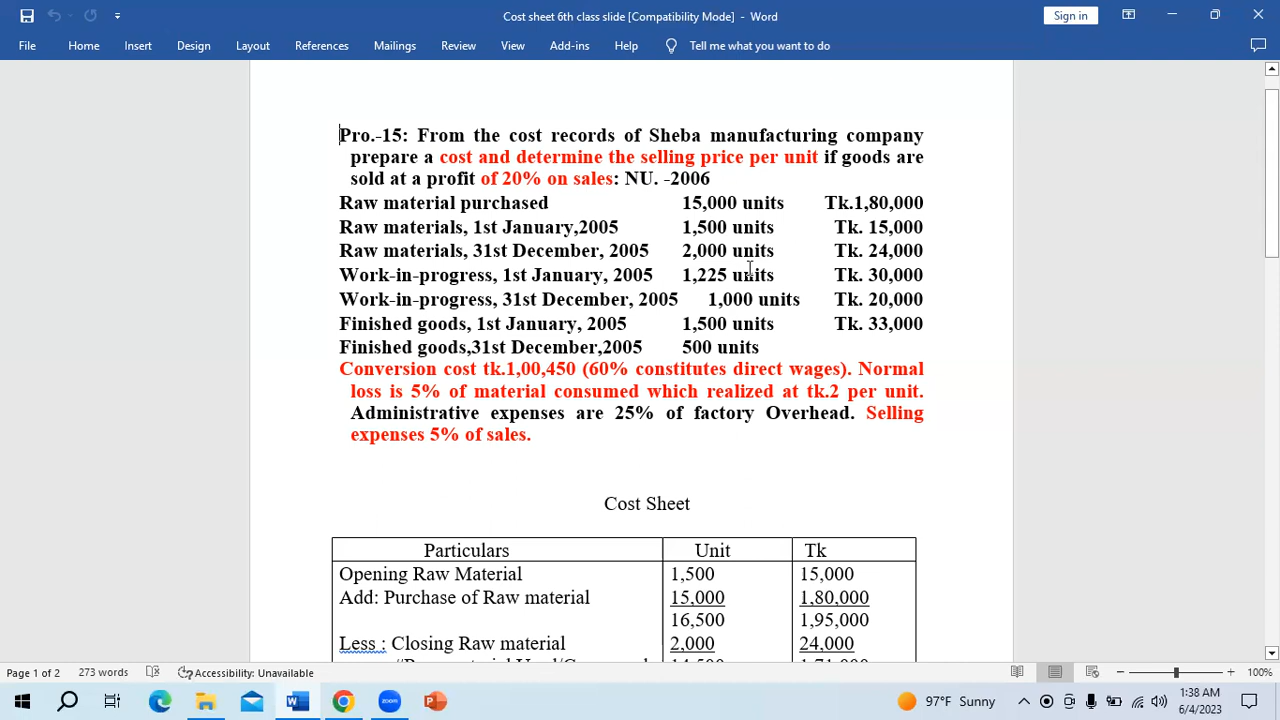 Cost sheet 6th class slide [Compatibility Mode] - Word
Sign in
File Home Insert Design Layout References Mailings Review View Add-ins Help Tell me what you want to do
Pro.-15: From the cost records of Sheba manufacturing company
prepare a cost and determine the selling price per unit if goods are
sold at a profit of 20% on sales: NU. -2006
Raw material purchased 15,000 units Tk.1,80,000
Raw materials, 1st January,2005 1,500 units Tk. 15,000
Raw materials, 31st December, 2005 2,000 units Tk. 24,000
Work-in-progress, 1st January, 2005 1,225 units Tk. 30,000
Work-in-progress, 31st December, 2005 1,000 units Tk. 20,000
Finished goods, 1st January, 2005 1,500 units Tk. 33,000
Finished goods,31st December,2005 500 units
Conversion cost tk.1,00,450 (60% constitutes direct wages). Normal
loss is 5% of material consumed which realized at tk.2 per unit.
Administrative expenses are 25% of factory Overhead. Selling
expenses 5% of sales.
Cost Sheet
Particulars Unit Tk
Opening Raw Material 1,500 15,000
Add: Purchase of Raw material 15,000 1,80,000
16,500 1,95,000
Less : Closing Raw material 2,000 24,000
Page 1 of 2 273 words Accessibility: Unavailable 100%
zoom
97°F Sunny
1:38 AM
6/4/2023